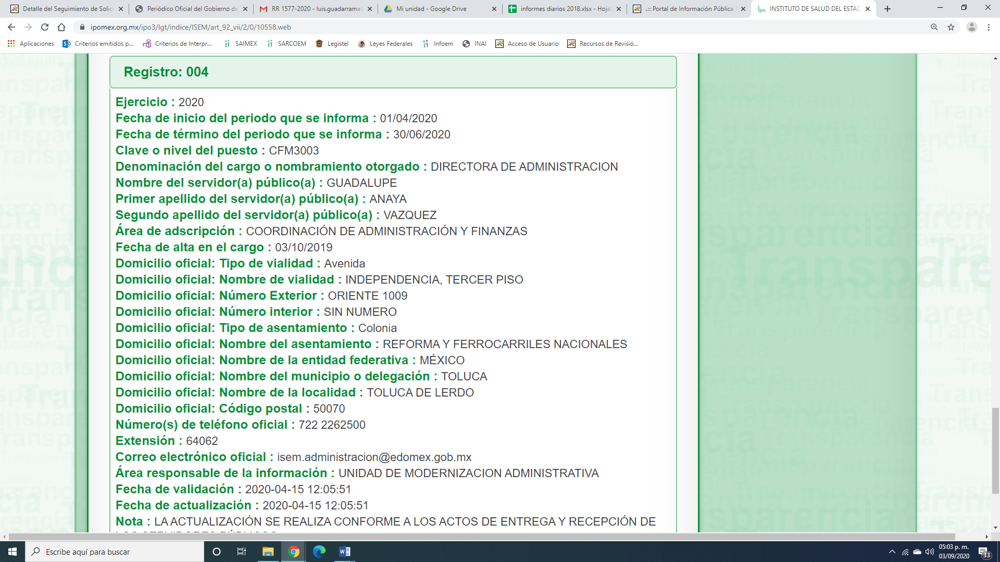 Detalle del Seguimiento de Solici
Periódico Oficial del Gobierno de
RR 1577-2020 - luis.guadarrama
Mi unidad - Google Drive
informes diarios 2018.xlsx - Hoja
..:: Portal de Información Pública
INSTITUTO DE SALUD DEL ESTAD
ipomex.org.mx/ipo3/lgt/indice/ISEM/art_92_vii/2/0/10558.web
Aplicaciones
Criterios emitidos p...
Criterios de Interpr...
SAIMEX
SARCOEM
Legistel
Leyes Federales
Infoem
INAI
Acceso de Usuario
Recursos de Revisió...
Registro: 004
Ejercicio : 2020
Fecha de inicio del periodo que se informa : 01/04/2020
Fecha de término del periodo que se informa : 30/06/2020
Clave o nivel del puesto : CFM3003
Denominación del cargo o nombramiento otorgado : DIRECTORA DE ADMINISTRACION
Nombre del servidor(a) público(a) : GUADALUPE
Primer apellido del servidor(a) público(a) : ANAYA
Segundo apellido del servidor(a) público(a) : VAZQUEZ
Área de adscripción : COORDINACIÓN DE ADMINISTRACIÓN Y FINANZAS
Fecha de alta en el cargo : 03/10/2019
Domicilio oficial: Tipo de vialidad : Avenida
Domicilio oficial: Nombre de vialidad : INDEPENDENCIA, TERCER PISO
Domicilio oficial: Número Exterior : ORIENTE 1009
Domicilio oficial: Número interior : SIN NUMERO
Domicilio oficial: Tipo de asentamiento : Colonia
Domicilio oficial: Nombre del asentamiento : REFORMA Y FERROCARRILES NACIONALES
Domicilio oficial: Nombre de la entidad federativa : MÉXICO
Domicilio oficial: Nombre del municipio o delegación : TOLUCA
Domicilio oficial: Nombre de la localidad : TOLUCA DE LERDO
Domicilio oficial: Código postal : 50070
Número(s) de teléfono oficial : 722 2262500
Extensión : 64062
Correo electrónico oficial : isem.administracion@edomex.gob.mx
Área responsable de la información : UNIDAD DE MODERNIZACION ADMINISTRATIVA
Fecha de validación : 2020-04-15 12:05:51
Fecha de actualización : 2020-04-15 12:05:51
Nota : LA ACTUALIZACIÓN SE REALIZA CONFORME A LOS ACTOS DE ENTREGA Y RECEPCIÓN DE
Escribe aquí para buscar
05:03 p. m.
03/09/2020
33